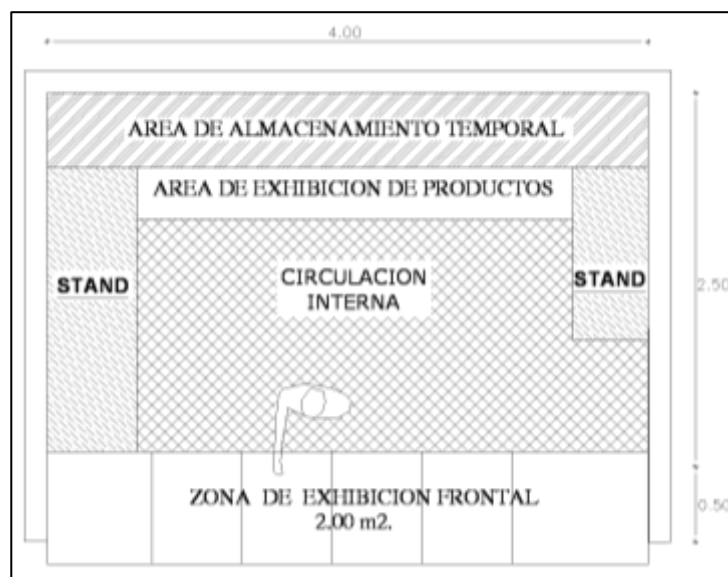 4.00
AREA DE ALMACENAMIENTO TEMPORAL
AREA DE EXHIBICION DE PRODUCTOS
STAND
CIRCULACION
INTERNA
STAND
2.50
ZONA DE EXHIBICION FRONTAL
2.00 m2.
0.50